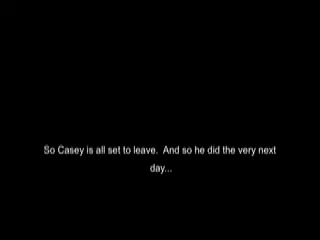 So Casey is all set to leave.  And so he did the very next
day...